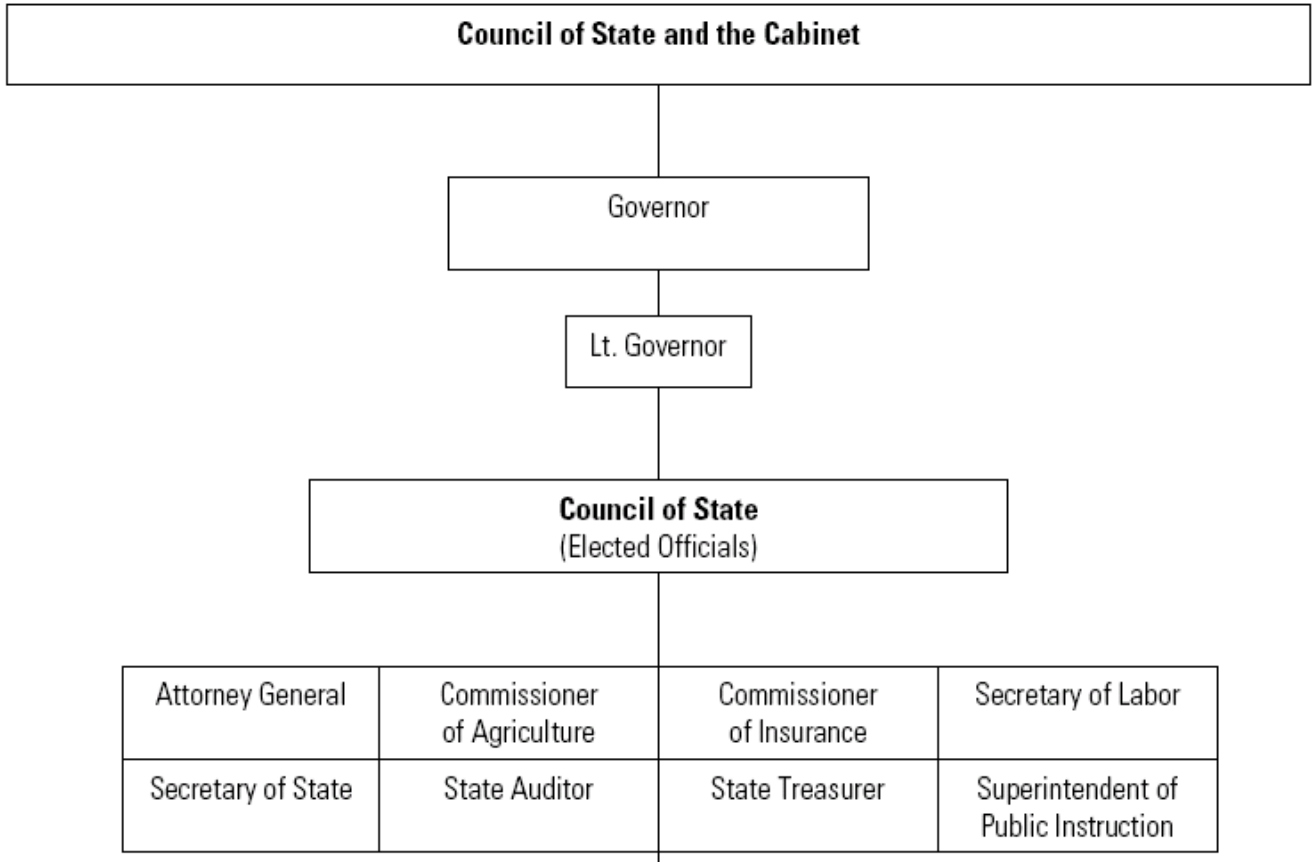 Council of State and the Cabinet
Governor
Lt. Governor
Council of State
(Elected Officials)
Attorney General
Commissioner
of Agriculture
Commissioner
of Insurance
Secretary of Labor
Secretary of State
State Auditor
State Treasurer
Superintendent of
Public Instruction